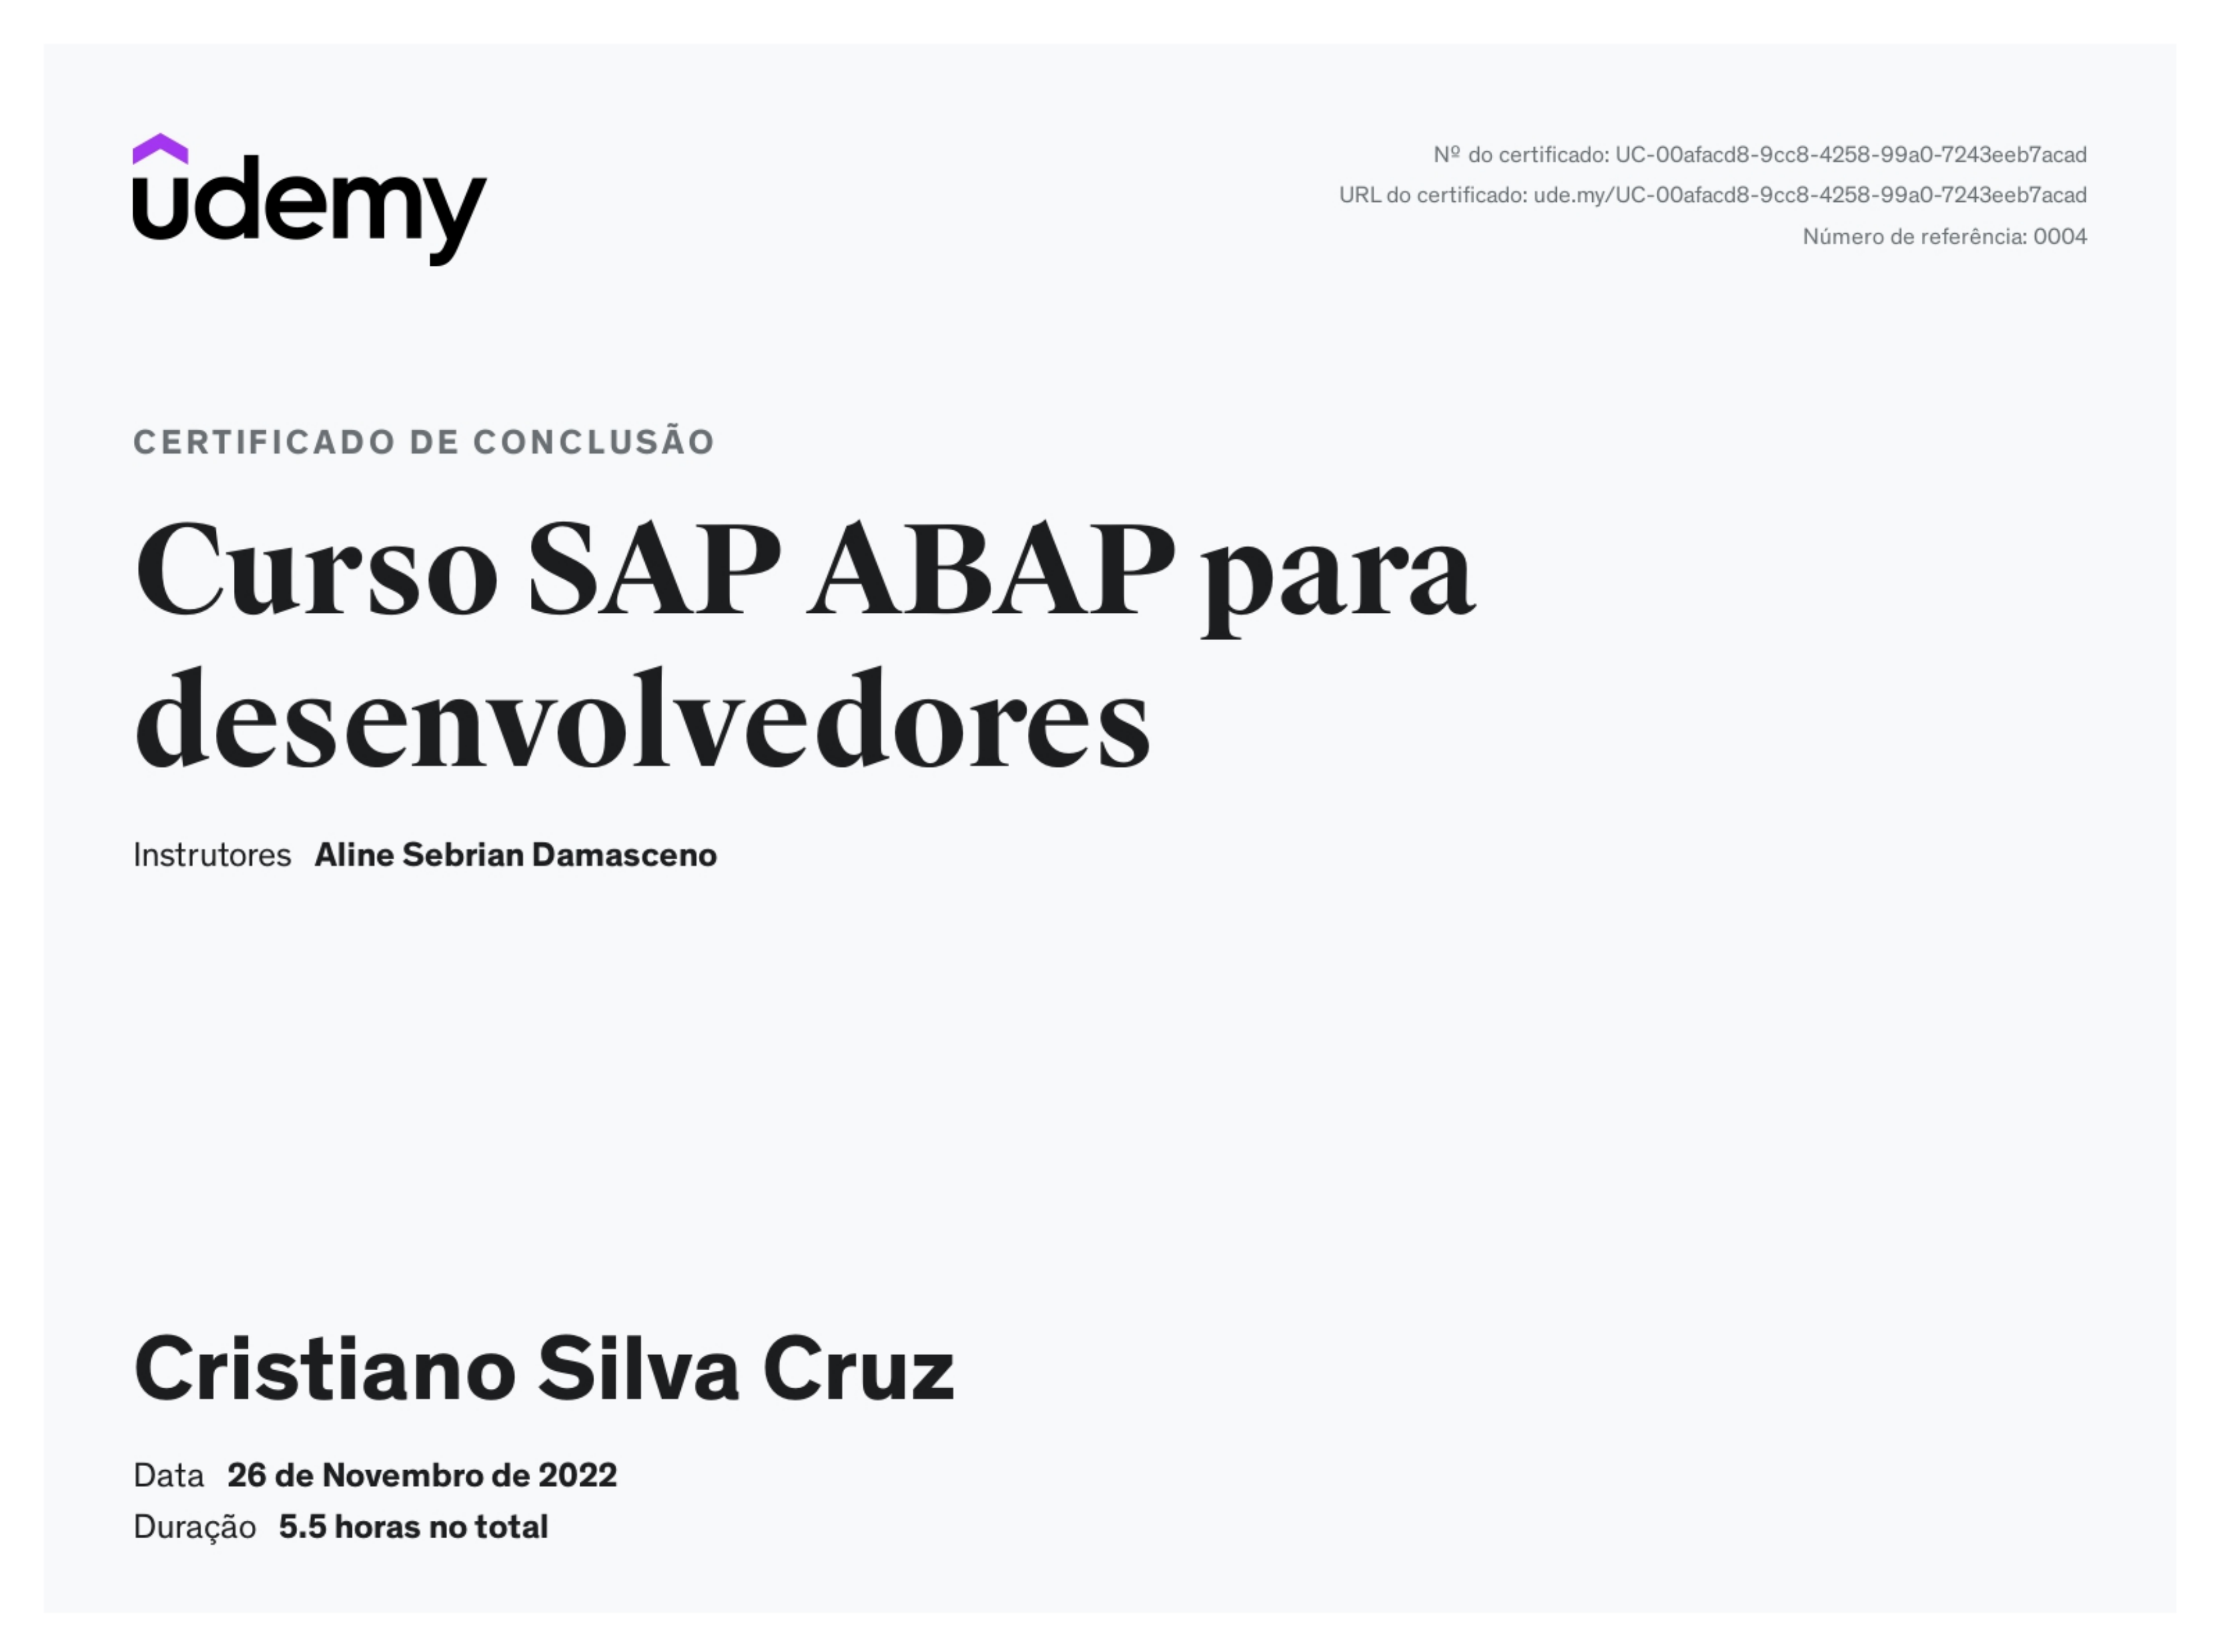 udemy
Nº do certificado: UC-00afacd8-9cc8-4258-99a0-7243eeb7acad
URL do certificado: ude.my/UC-00afacd8-9cc8-4258-99a0-7243eeb7acad
Número de referência: 0004
CERTIFICADO DE CONCLUSÃO
Curso SAP ABAP para
desenvolvedores
Instrutores Aline Sebrian Damasceno
Cristiano Silva Cruz
Data 26 de Novembro de 2022
Duração 5.5 horas no total